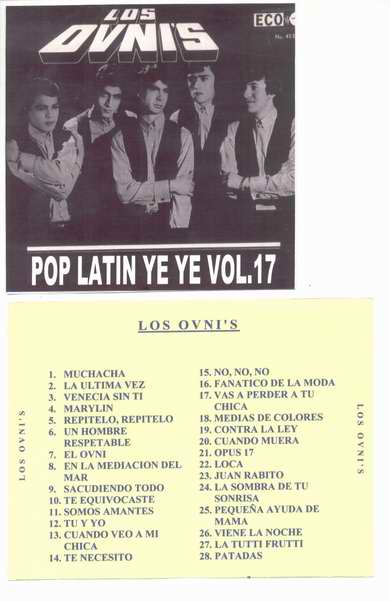 LOS
OVNI'S
ECO
No.
POP LATIN YE YE VOL.17
LOS OVNI'S
LOS OVNI'S
1. MUCHACHA
2. LA ULTIMA VEZ
3. VENECIA SIN TI
4. MARYLIN
5. REPITELO, REPITELO
6. UN HOMBRE
RESPETABLE
7. EL OVNI
8. EN LA MEDIACION DEL
MAR
9. SACUDIENDO TODO
10. TE EQUIVOCASTE
11. SOMOS AMANTES
12. TU Y YO
13. CUANDO VEO A MI
CHICA
14. TE NECESITO
15. NO, NO, NO
16. FANATICO DE LA MODA
17. VAS A PERDER A TU
CHICA
18. MEDIAS DE COLORES
19. CONTRA LA LEY
20. CUANDO MUERA
21. OPUS 17
22. LOCA
23. JUAN RABITO
24. LA SOMBRA DE TU
SONRISA
25. PEQUEÑA AYUDA DE
MAMA
26. VIENE LA NOCHE
27. LA TUTTI FRUTTI
28. PATADAS
LOS OVNI'S